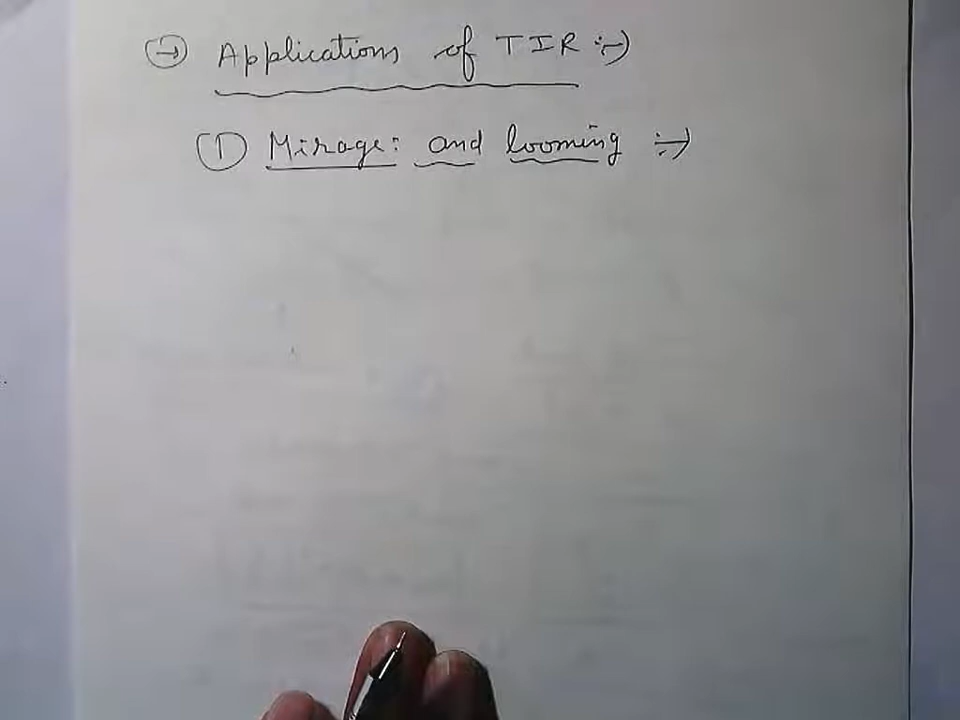 → Applications of TIR :→
① Mirage: and looming :→